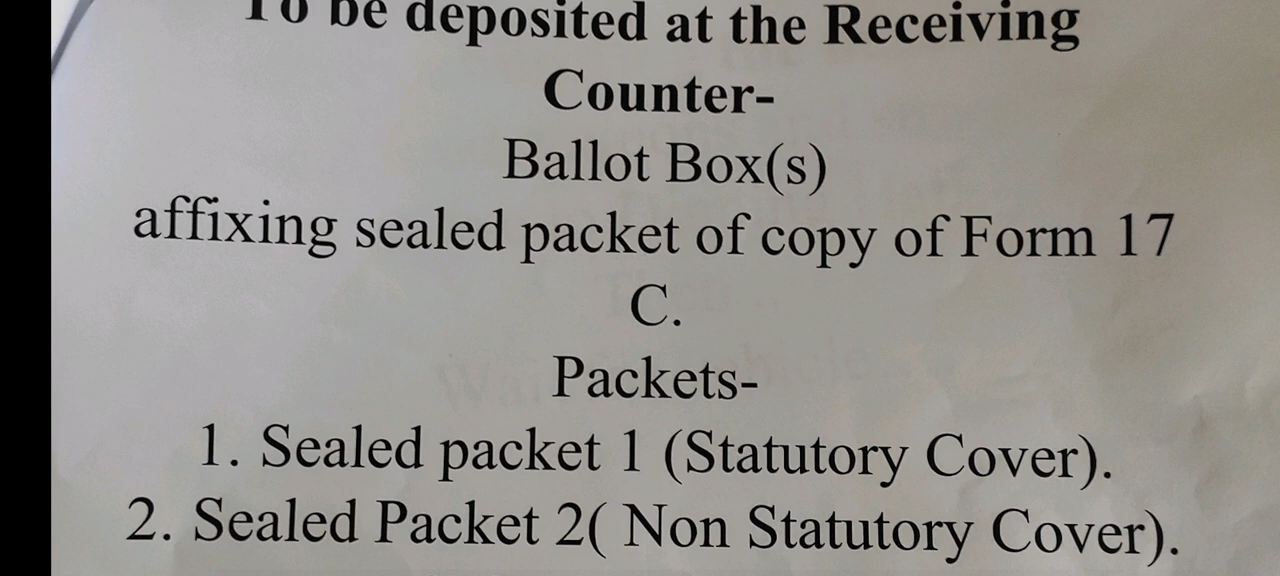 To be deposited at the Receiving
Counter-
Ballot Box(s)
affixing sealed packet of copy of Form 17
C.
Packets-
1. Sealed packet 1 (Statutory Cover).
2. Sealed Packet 2( Non Statutory Cover).